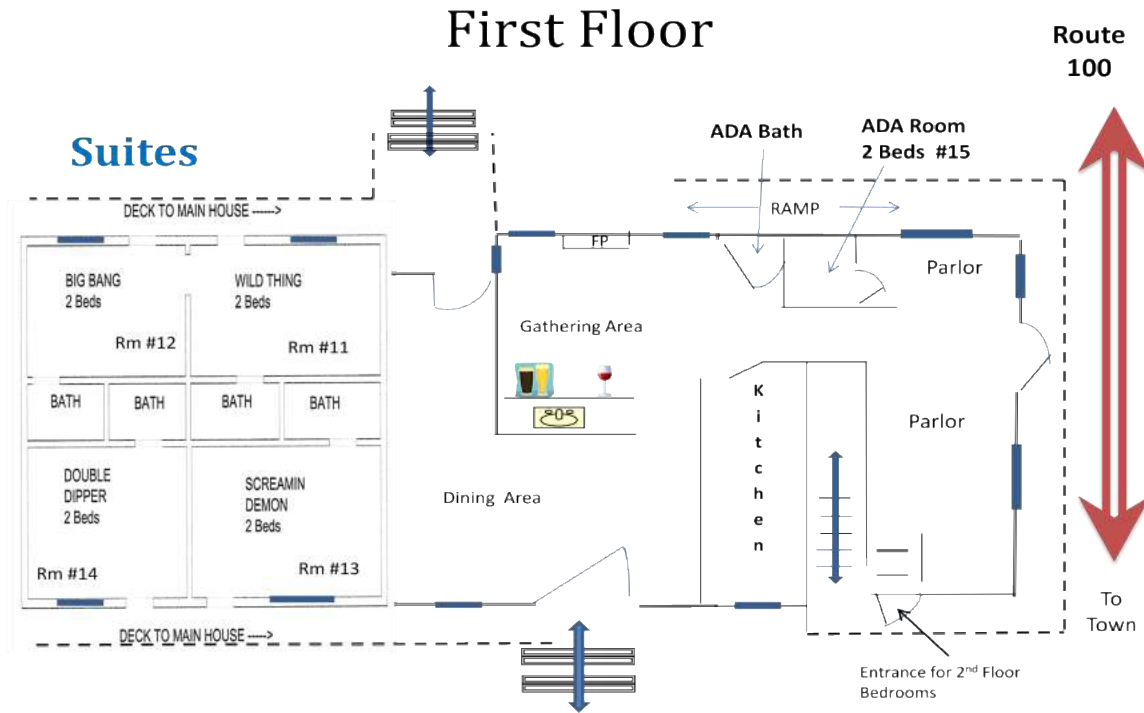 First Floor
Route
100
Suites
ADA Bath
ADA Room
2 Beds #15
RAMP
DECK TO MAIN HOUSE ----->
FP
Parlor
BIG BANG
2 Beds
WILD THING
2 Beds
Rm #12
Rm #11
Gathering Area
BATH
BATH
BATH
BATH
Kitchen
Parlor
DOUBLE
DIPPER
2 Beds
SCREAMIN
DEMON
2 Beds
Dining Area
Rm #14
Rm #13
To
Town
DECK TO MAIN HOUSE ---->
Entrance for 2nd Floor
Bedrooms